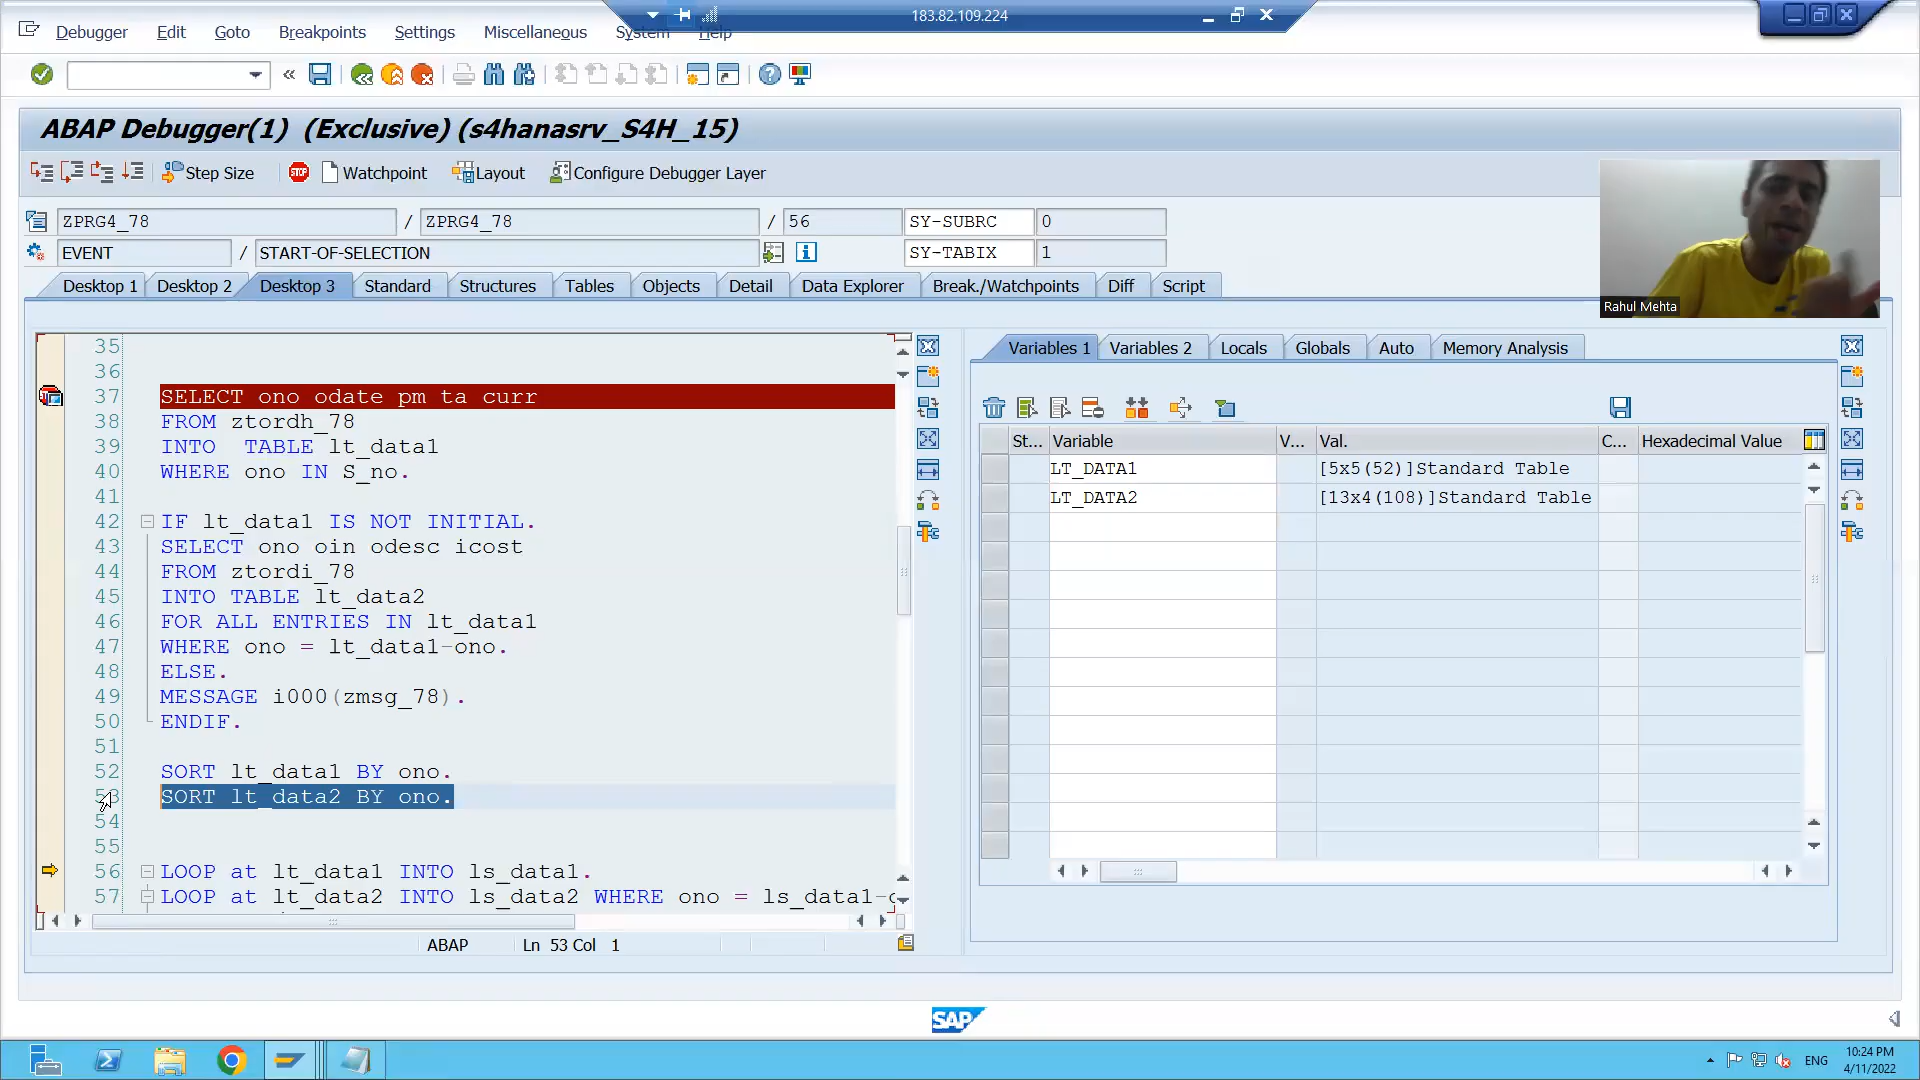 183.82.109.224
Debugger Edit Goto Breakpoints Settings Miscellaneous System Help
ABAP Debugger(1) (Exclusive) (s4hanasrv_S4H_15)
Step Size STOP Watchpoint Layout Configure Debugger Layer
ZPRG4_78 / ZPRG4_78 / 56 SY-SUBRC 0
EVENT / START-OF-SELECTION SY-TABIX 1
Rahul Mehta
Desktop 1 Desktop 2 Desktop 3 Standard Structures Tables Objects Detail Data Explorer Break./Watchpoints Diff Script
35
36
37 SELECT ono odate pm ta curr
38 FROM ztordh_78
39 INTO TABLE lt_data1
40 WHERE ono IN S_no.
41
42 IF lt_data1 IS NOT INITIAL.
43 SELECT ono oin odesc icost
44 FROM ztordi_78
45 INTO TABLE lt_data2
46 FOR ALL ENTRIES IN lt_data1
47 WHERE ono = lt_data1-ono.
48 ELSE.
49 MESSAGE i000(zmsg_78).
50 ENDIF.
51
52 SORT lt_data1 BY ono.
53 SORT lt_data2 BY ono.
54
55
56 LOOP at lt_data1 INTO ls_data1.
57 LOOP at lt_data2 INTO ls_data2 WHERE ono = ls_data1-
ABAP Ln 53 Col 1
Variables 1 Variables 2 Locals Globals Auto Memory Analysis
St... Variable V... Val. C... Hexadecimal Value
LT_DATA1 [5x5(52)]Standard Table
LT_DATA2 [13x4(108)]Standard Table
SAP
ENG
10:24 PM
4/11/2022